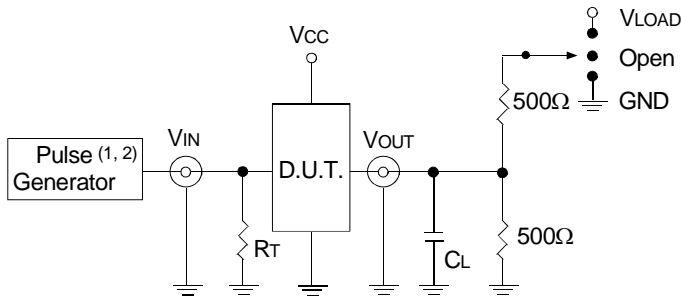 VLOAD
VCC
Open
500Ω
GND
Pulse (1, 2)
Generator
VIN
D.U.T.
VOUT
RT
CL
500Ω